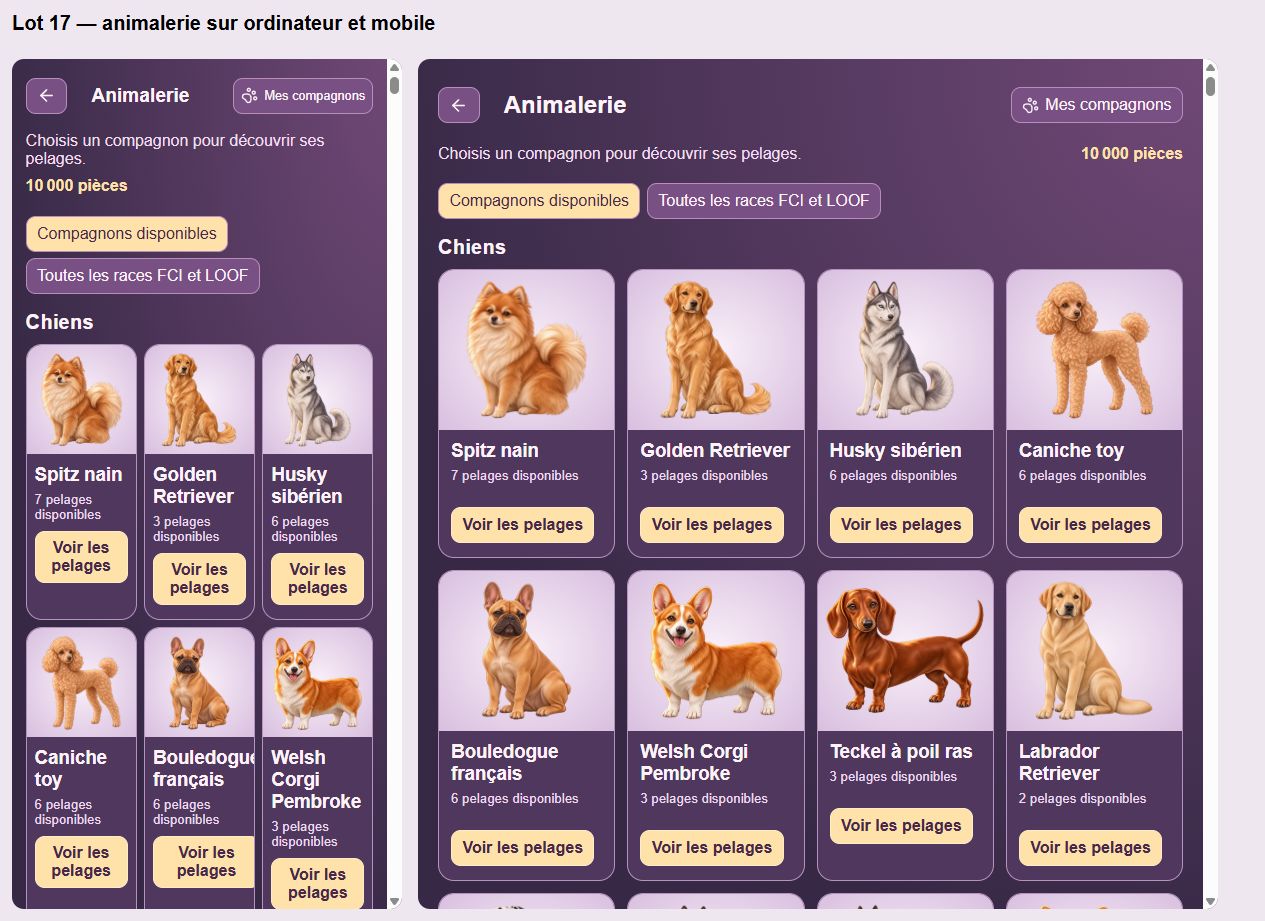 Lot 17 — animalerie sur ordinateur et mobile
Animalerie
Mes compagnons
Choisis un compagnon pour découvrir ses
pelages.
10 000 pièces
Compagnons disponibles
Toutes les races FCI et LOOF
Chiens
Spitz nain
7 pelages
disponibles
Voir les
pelages
Golden
Retriever
3 pelages
disponibles
Voir les
pelages
Husky
sibérien
6 pelages
disponibles
Voir les
pelages
Caniche
toy
6 pelages
disponibles
Voir les
pelages
Bouledogue
français
6 pelages
disponibles
Voir les
pelages
Welsh
Corgi
Pembroke
3 pelages
disponibles
Voir les
pelages
Animalerie
Mes compagnons
Choisis un compagnon pour découvrir ses pelages.
10 000 pièces
Compagnons disponibles
Toutes les races FCI et LOOF
Chiens
Spitz nain
7 pelages disponibles
Voir les pelages
Golden Retriever
3 pelages disponibles
Voir les pelages
Husky sibérien
6 pelages disponibles
Voir les pelages
Caniche toy
6 pelages disponibles
Voir les pelages
Bouledogue
français
6 pelages disponibles
Voir les pelages
Welsh Corgi
Pembroke
3 pelages disponibles
Voir les pelages
Teckel à poil ras
3 pelages disponibles
Voir les pelages
Labrador
Retriever
2 pelages disponibles
Voir les pelages